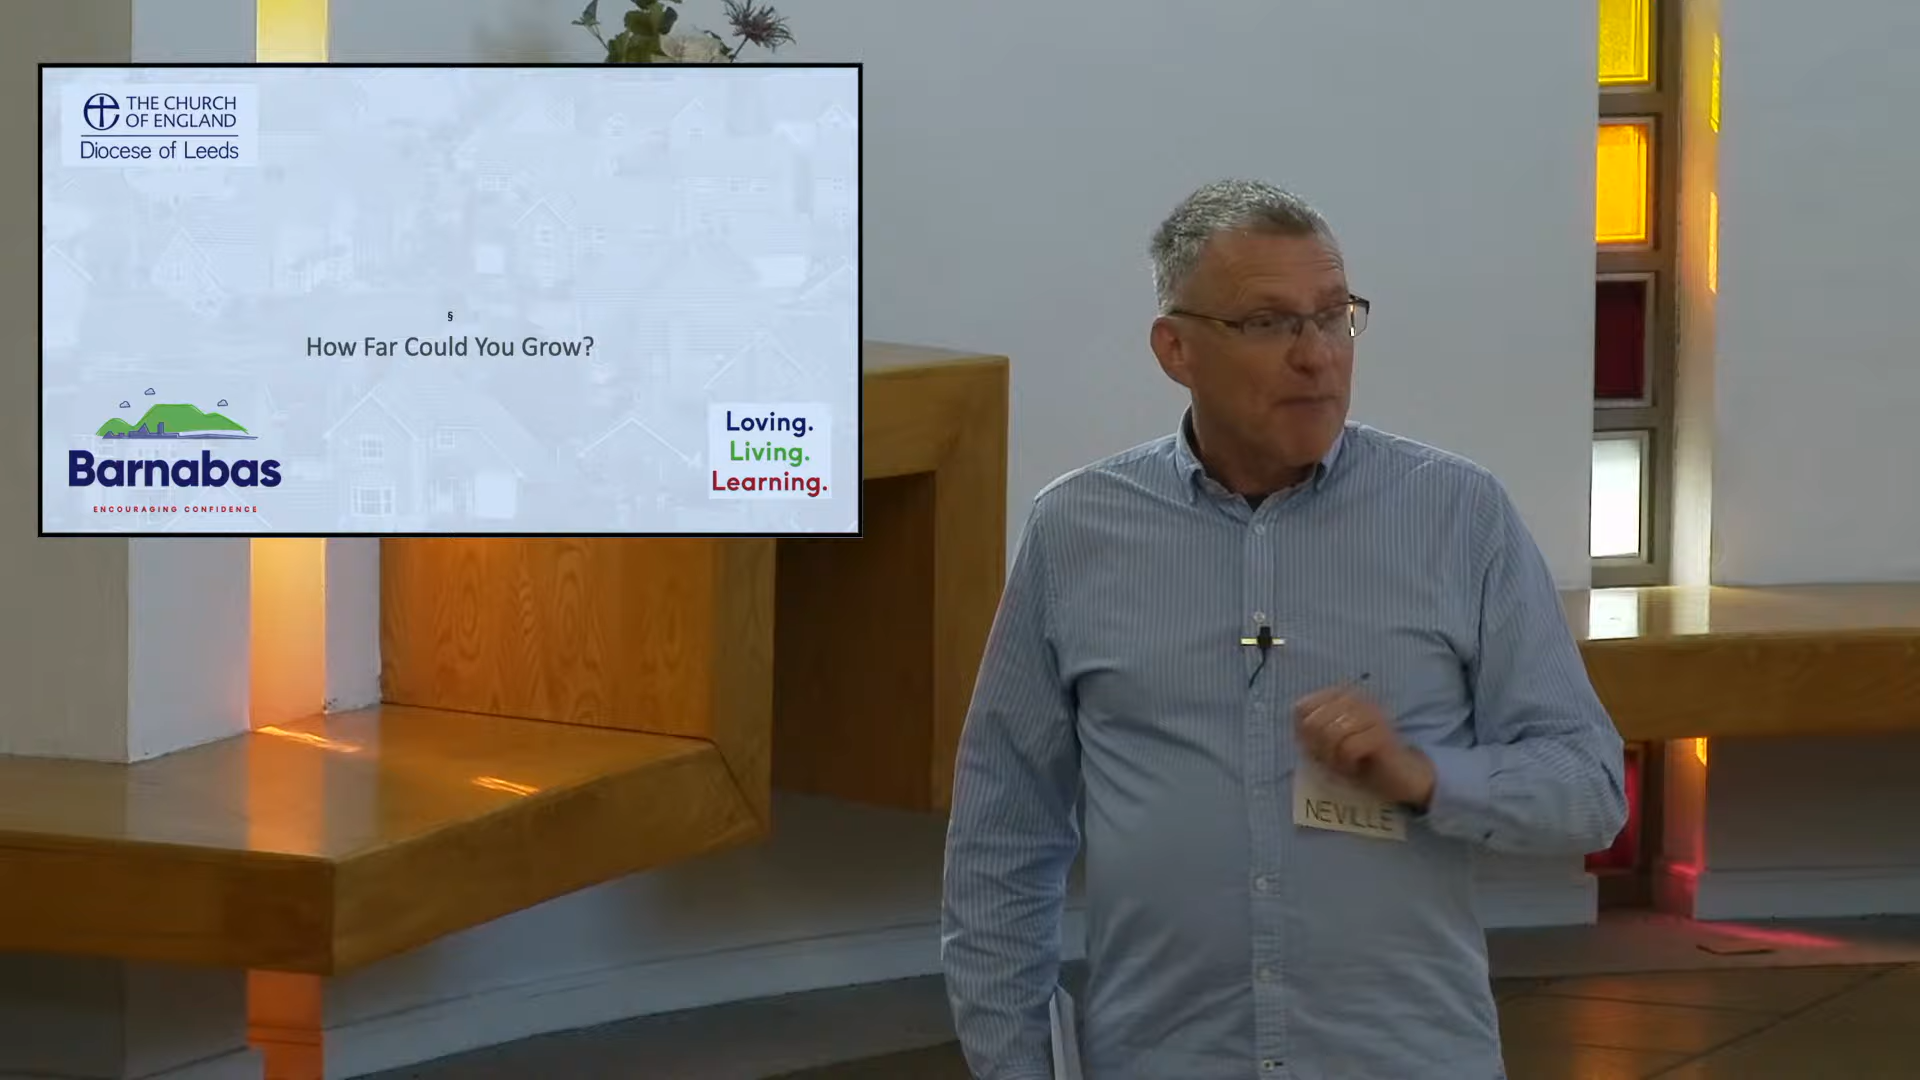 THE CHURCH
OF ENGLAND
Diocese of Leeds
§
How Far Could You Grow?
Barnabas
ENCOURAGING CONFIDENCE
Loving.
Living.
Learning.
NEVILLE